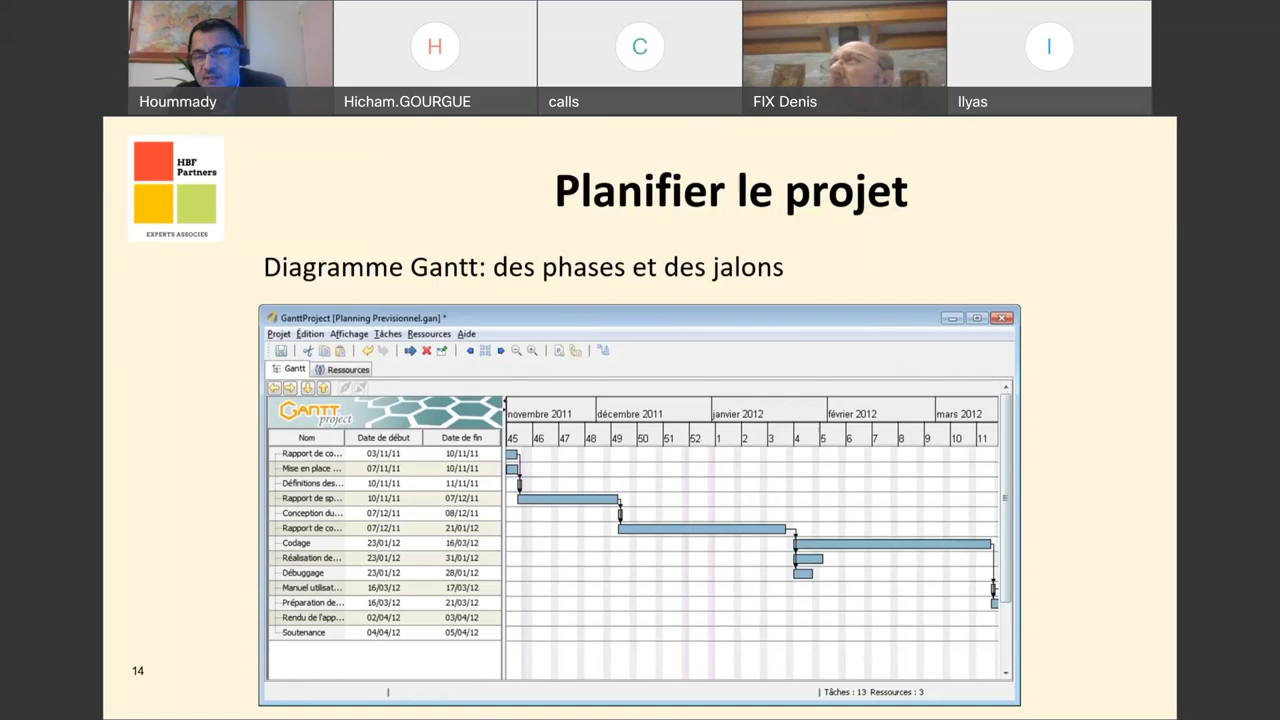 H
C
I
Hoummady
Hicham.GOURGUE
calls
FIX Denis
Ilyas
HBF
Partners
EXPERTS ASSOCIES
Planifier le projet
Diagramme Gantt: des phases et des jalons
GanttProject [Planning Previsionnel.gan] *
Projet Édition Affichage Tâches Ressources Aide
Gantt Ressources
GANTT
project
novembre 2011 décembre 2011 janvier 2012 février 2012 mars 2012
45 46 47 48 49 50 51 52 1 2 3 4 5 6 7 8 9 10 11
Nom Date de début Date de fin
Rapport de co... 03/11/11 10/11/11
Mise en place ... 07/11/11 10/11/11
Définitions des... 10/11/11 11/11/11
Rapport de sp... 10/11/11 07/12/11
Conception du... 07/12/11 08/12/11
Rapport de co... 07/12/11 21/01/12
Codage 23/01/12 16/03/12
Réalisation de... 23/01/12 31/01/12
Débuggage 23/01/12 28/01/12
Manuel utilisat... 16/03/12 17/03/12
Préparation de... 16/03/12 21/03/12
Rendu de l'app... 02/04/12 03/04/12
Soutenance 04/04/12 05/04/12
Tâches : 13 Ressources : 3
14